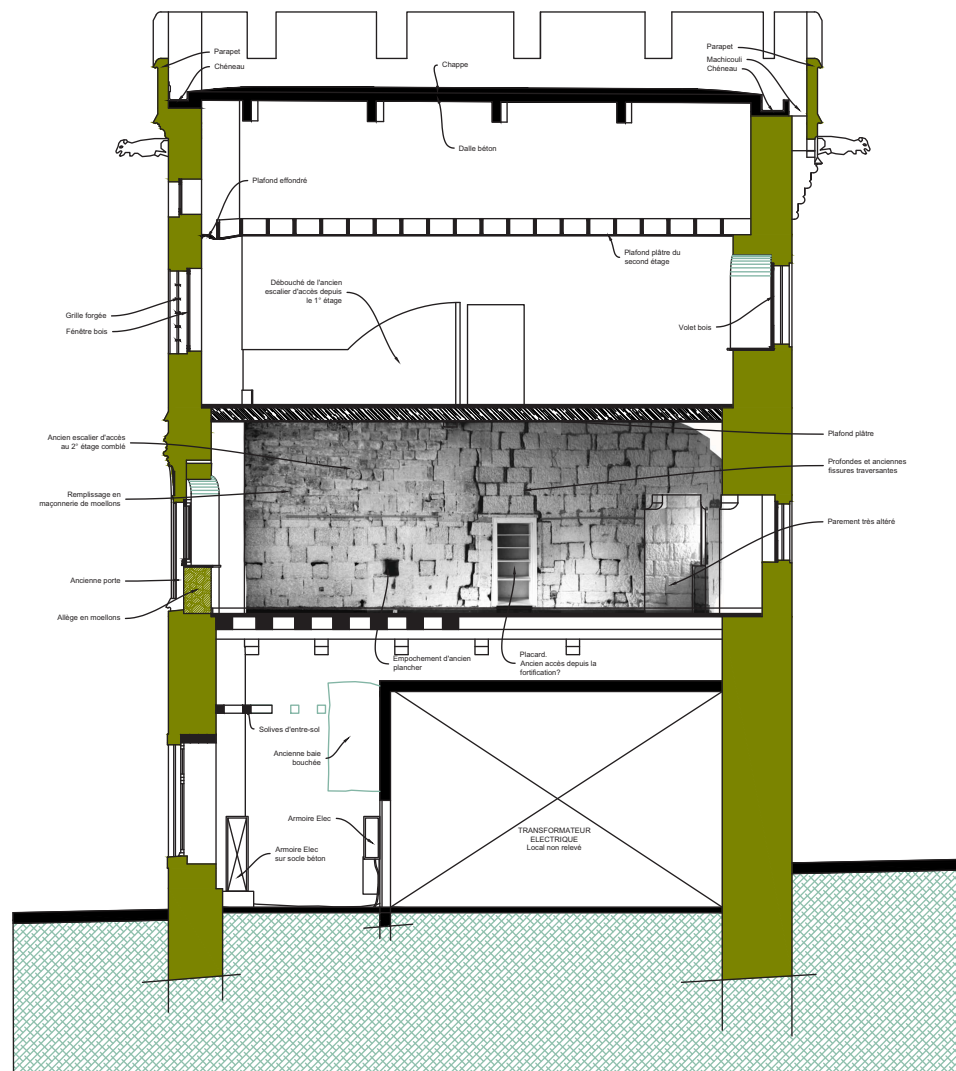 Parapet
Chéneau
Chappe
Parapet
Machicouli
Chéneau
Dalle béton
Plafond effondré
Plafond plâtre du
second étage
Débouché de l'ancien
escalier d'accès depuis
le 1° étage
Grille forgée
Fénêtre bois
Volet bois
Ancien escalier d'accès
au 2° étage comblé
Plafond plâtre
Profondes et anciennes
fissures traversantes
Remplissage en
maçonnerie de moellons
Parement trés altéré
Ancienne porte
Allège en moellons
Empochement d'ancien
plancher
Placard.
Ancien accès depuis la
fortification?
Solives d'entre-sol
Ancienne baie
bouchée
Armoire Elec
Armoire Elec
sur socle béton
TRANSFORMATEUR
ELECTRIQUE
Local non relevé